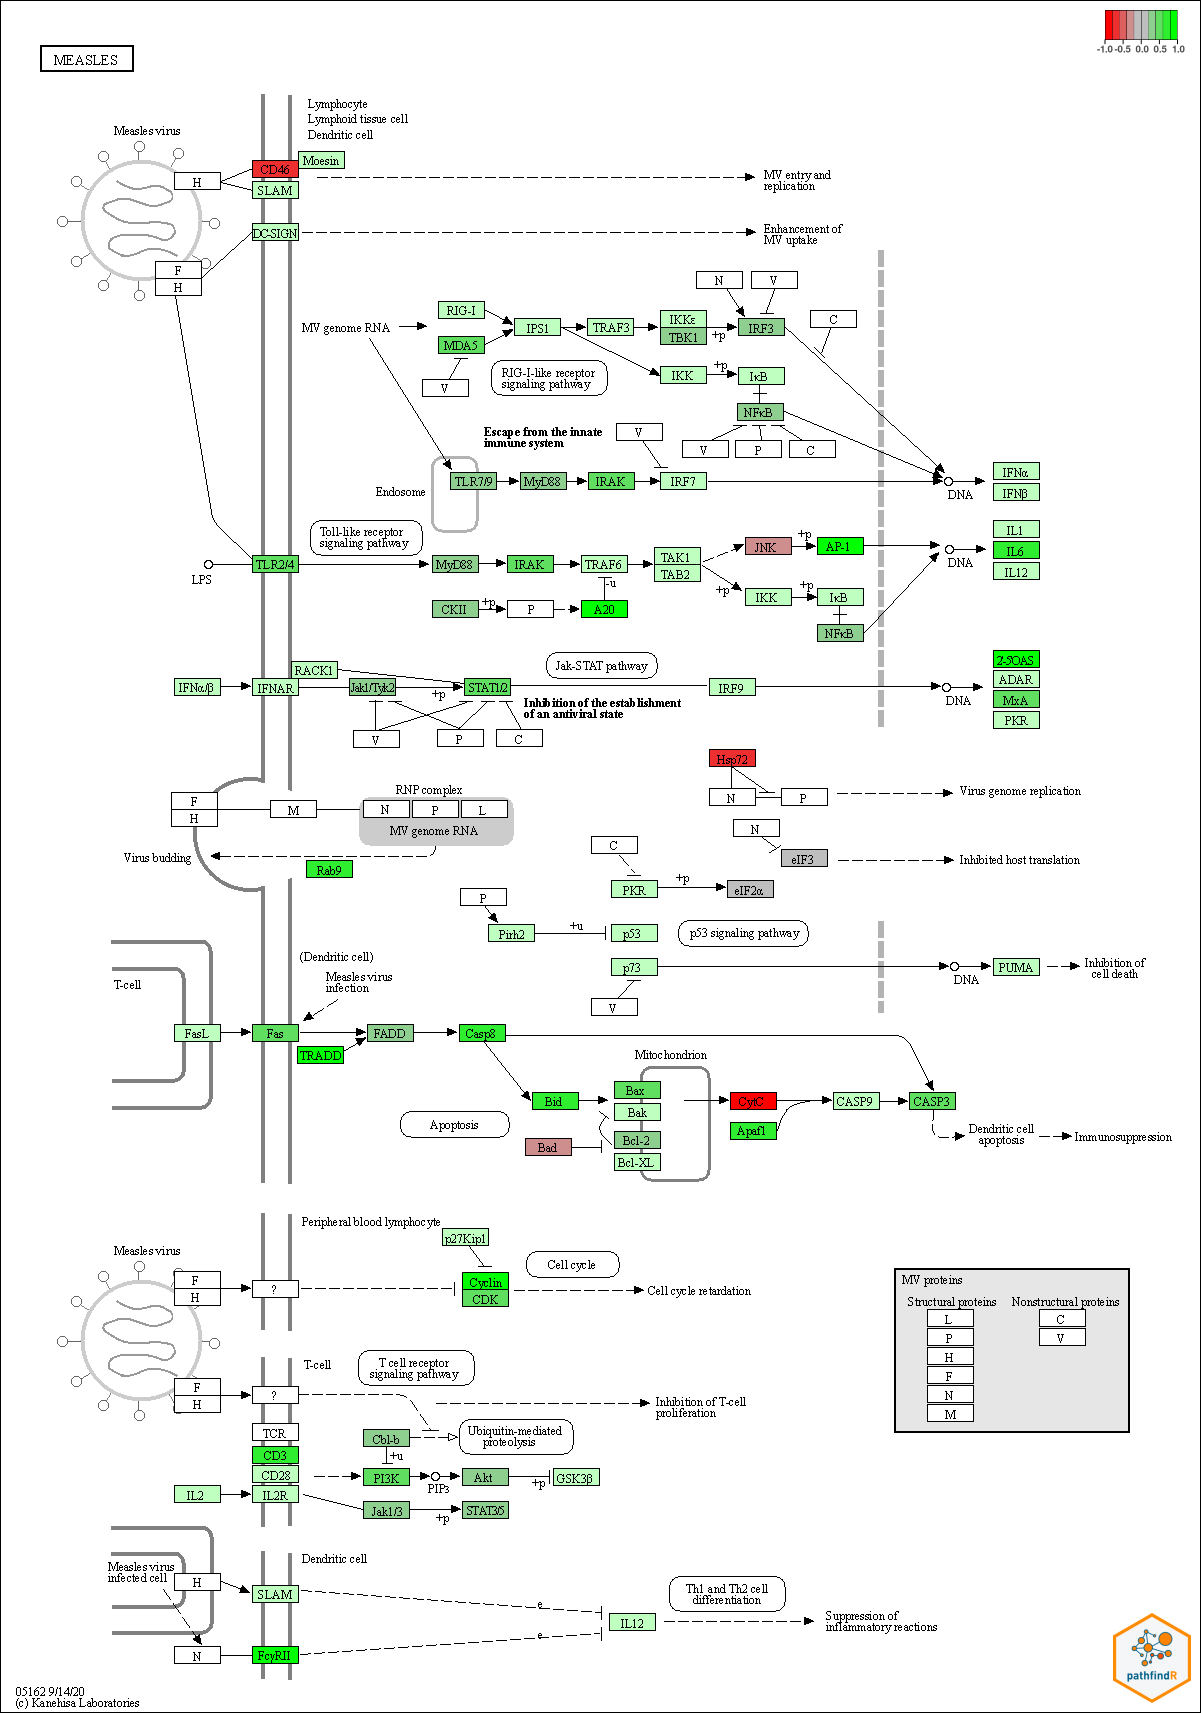 -1.0 -0.5 0.0 0.5 1.0
MEASLES
Lymphocyte
Lymphoid tissue cell
Dendritic cell
Measles virus
H
CD46
Moesin
SLAM
MV entry and
replication
DC-SIGN
Enhancement of
MV uptake
F
H
N
V
RIG-I
IPS1
TRAF3
IKKε
TBK1
+p
IRF3
C
MV genome RNA
MDA5
V
RIG-I-like receptor
signaling pathway
IKK
+p
IκB
NFκB
V
P
C
Escape from the innate
immune system
V
Endosome
TLR7/9
MyD88
IRAK
IRF7
DNA
IFNα
IFNβ
Toll-like receptor
signaling pathway
LPS
TLR2/4
MyD88
IRAK
TRAF6
TAK1
TAB2
JNK
+p
AP-1
DNA
IL1
IL6
IL12
-u
CKII
+p
P
A20
+p
IKK
+p
IκB
NFκB
RACK1
Jak-STAT pathway
IFNα/β
IFNAR
Jak1/Tyk2
+p
STAT1/2
IRF9
DNA
2-5OAS
ADAR
MxA
PKR
Inhibition of the establishment
of an antiviral state
V
P
C
Hsp72
N
P
Virus genome replication
F
H
M
RNP complex
N
P
L
MV genome RNA
N
eIF3
Inhibited host translation
Virus budding
Rab9
C
PKR
+p
eIF2α
P
Pirh2
+u
p53
p53 signaling pathway
p73
V
DNA
PUMA
Inhibition of
cell death
T-cell
(Dendritic cell)
Measles virus
infection
FasL
Fas
FADD
Casp8
TRADD
Mitochondrion
Bid
Bax
Bak
Bcl-2
Bcl-XL
Bad
Apoptosis
CytC
Apaf1
CASP9
CASP3
Dendritic cell
apoptosis
Immunosuppression
Peripheral blood lymphocyte
p27Kip1
Measles virus
F
H
?
Cyclin
CDK
Cell cycle
Cell cycle retardation
MV proteins
Structural proteins
Nonstructural proteins
L
P
H
F
N
M
C
V
T-cell
T cell receptor
signaling pathway
F
H
?
Inhibition of T-cell
proliferation
TCR
CD3
CD28
Cbl-b
+u
Ubiquitin-mediated
proteolysis
PI3K
PIP3
Akt
+p
GSK3β
IL2
IL2R
Jak1/3
+p
STAT3/5
Dendritic cell
Measles virus
infected cell
H
SLAM
e
Th1 and Th2 cell
differentiation
IL12
Suppression of
inflammatory reactions
N
FcγRII
e
05162 9/14/20
(c) Kanehisa Laboratories
pathfindR